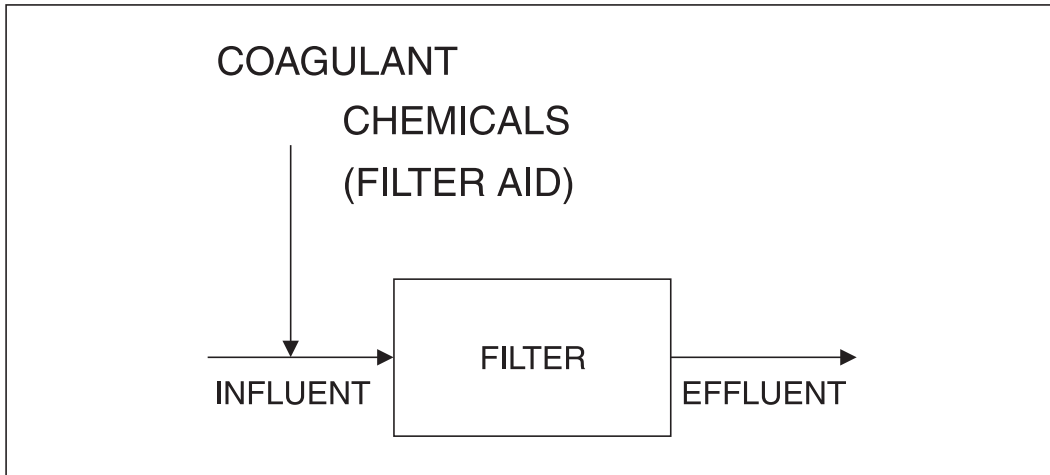 COAGULANT
CHEMICALS
(FILTER AID)
FILTER
INFLUENT
EFFLUENT